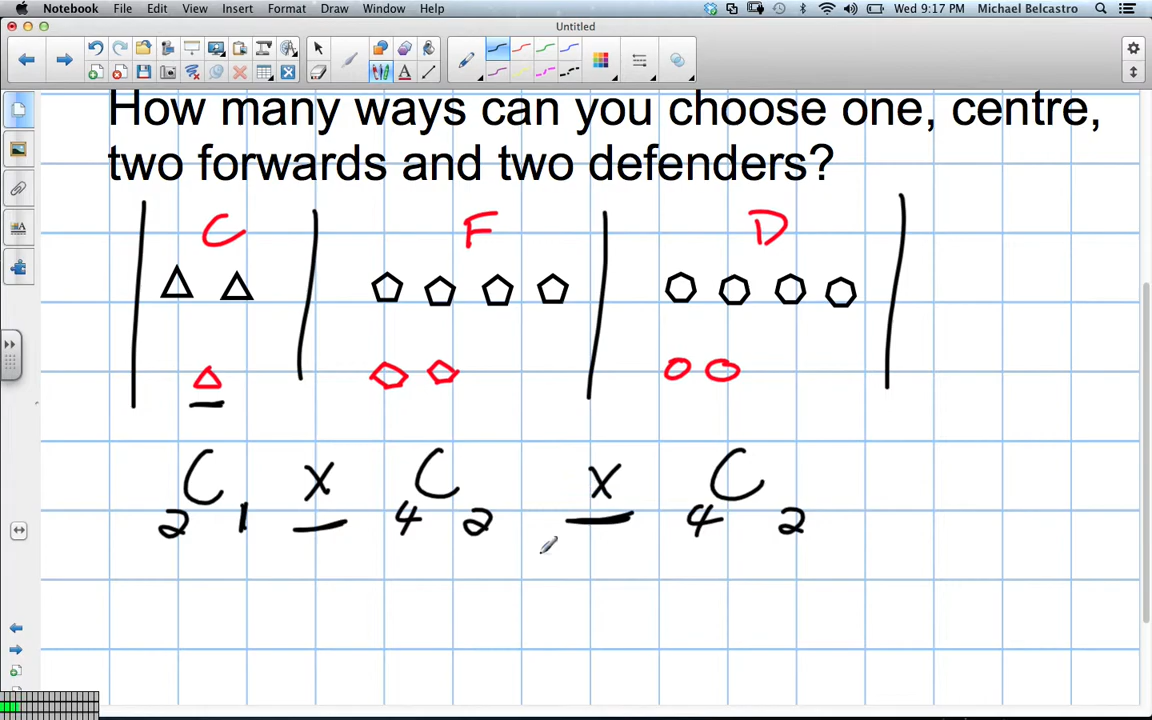 Notebook File Edit View Insert Format Draw Window Help Wed 9:17 PM Michael Belcastro
Untitled
How many ways can you choose one, centre,
two forwards and two defenders?
C F D
2C1 x 4C2 x 4C2